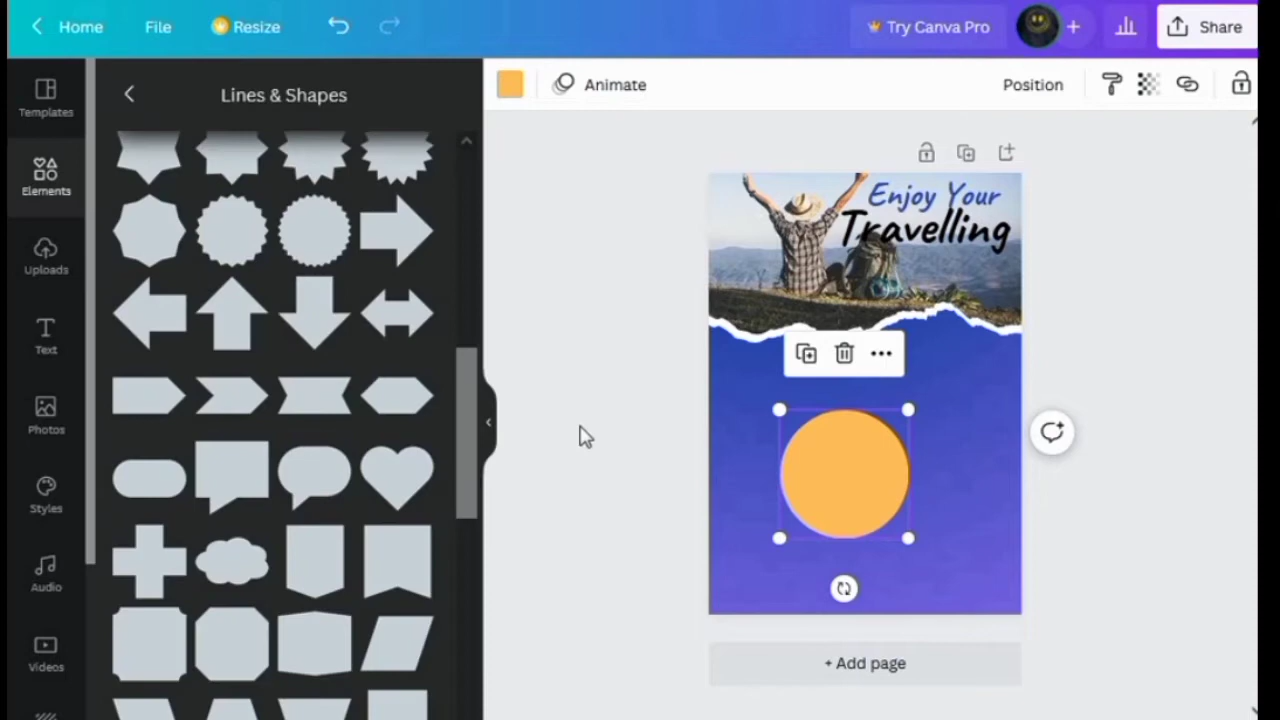 Home
File
Resize
Try Canva Pro
Share
Templates
Elements
Uploads
Text
Photos
Styles
Audio
Videos
Lines & Shapes
Animate
Position
Enjoy Your
Travelling
+ Add page